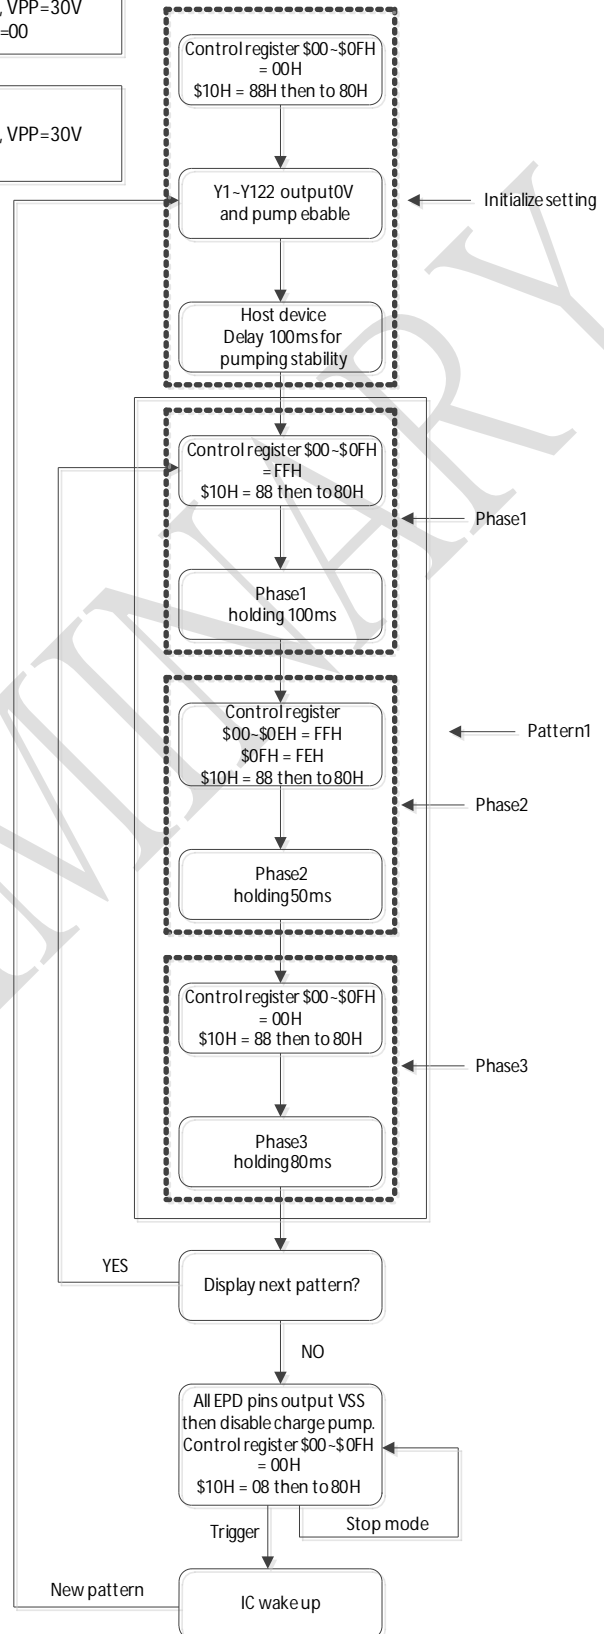 , VPP=30V
=00
, VPP=30V
Control register $00~$0FH
= 00H
$10H = 88H then to 80H
Y1~Y122 output0V
and pump ebable
Initialize setting
Host device
Delay 100ms for
pumping stability
Control register $00~$0FH
= FFH
$10H = 88 then to 80H
Phase1
Phase1
holding 100ms
Control register
$00~$0EH = FFH
$0FH = FEH
$10H = 88 then to 80H
Pattern1
Phase2
Phase2
holding 50ms
Control register $00~$0FH
= 00H
$10H = 88 then to 80H
Phase3
Phase3
holding 80ms
YES
Display next pattern?
NO
All EPD pins output VSS
then disable charge pump.
Control register $00~$0FH
= 00H
$10H = 08 then to 80H
Trigger
Stop mode
New pattern
IC wake up
MINARY